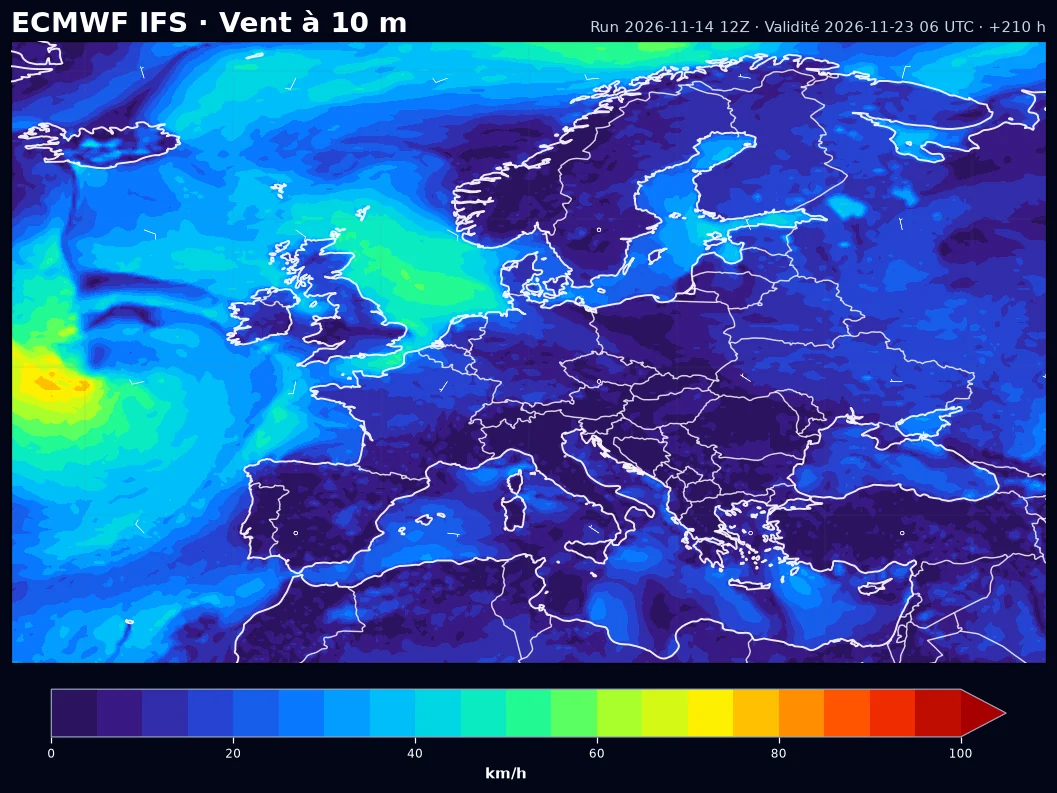 ECMWF IFS · Vent à 10 m
Run 2026-11-14 12Z · Validité 2026-11-23 06 UTC · +210 h
0 20 40 60 80 100
km/h